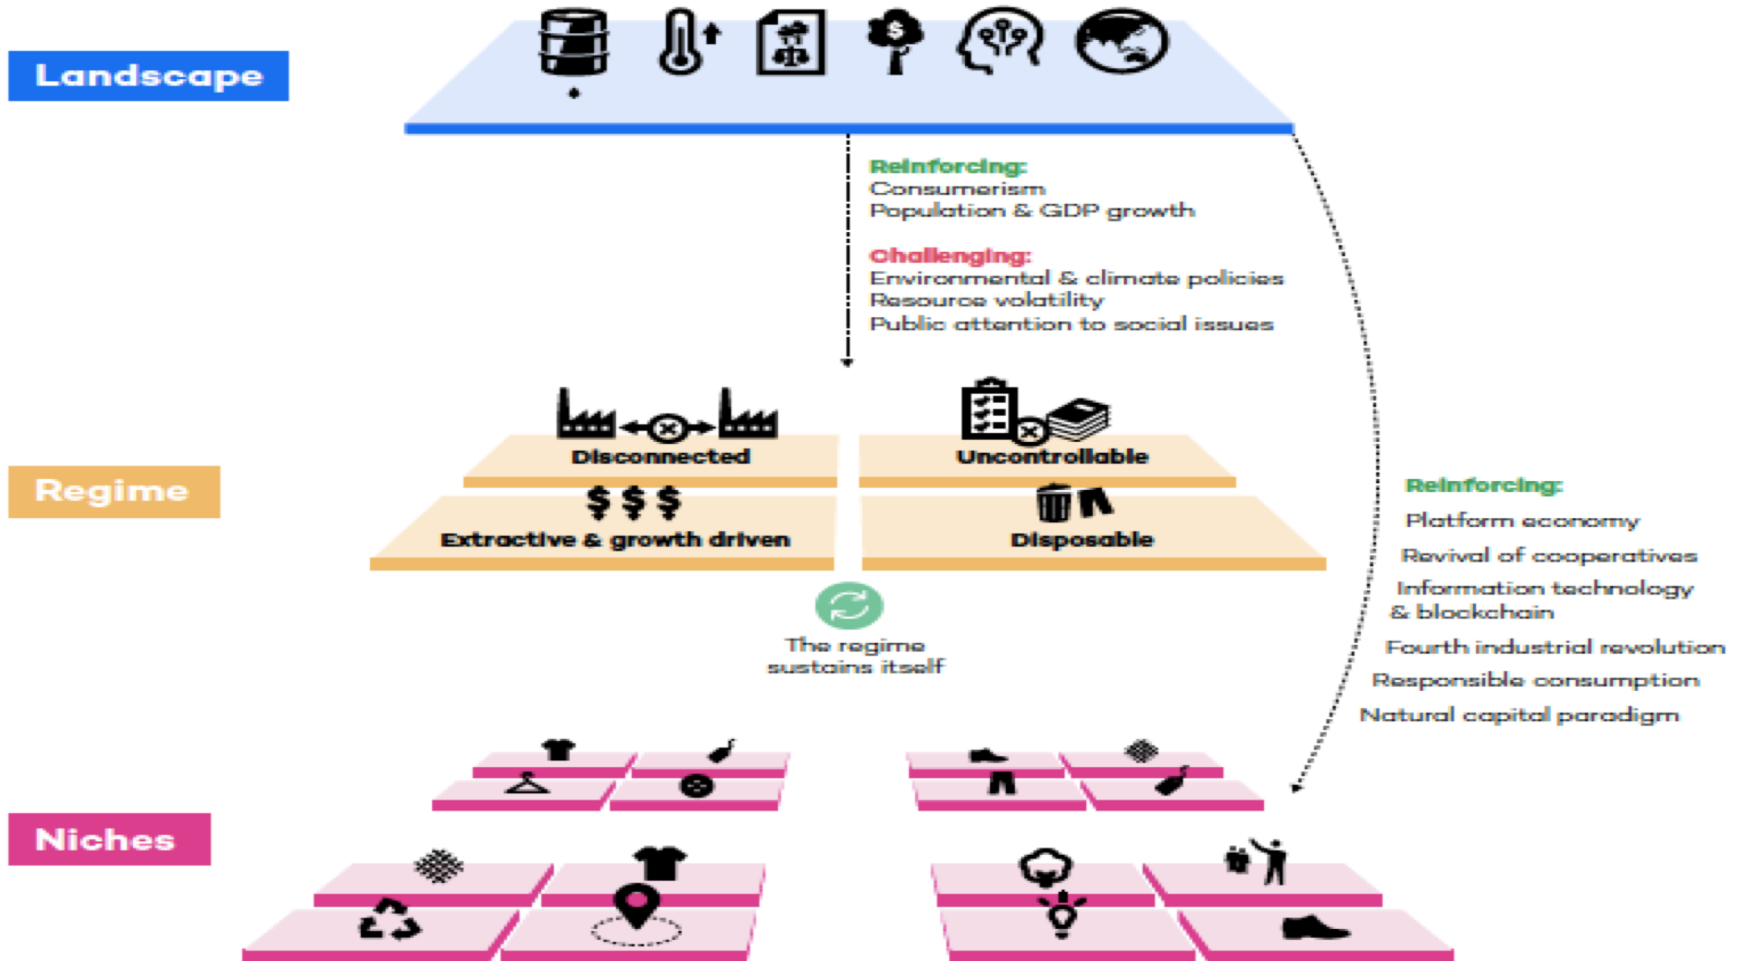 Landscape
Reinforcing:
Consumerism
Population & GDP growth
Challenging:
Environmental & climate policies
Resource volatility
Public attention to social issues
Regime
Disconnected
Uncontrollable
$ $ $
Extractive & growth driven
Disposable
The regime
sustains itself
Reinforcing:
Platform economy
Revival of cooperatives
Information technology
& blockchain
Fourth industrial revolution
Responsible consumption
Natural capital paradigm
Niches